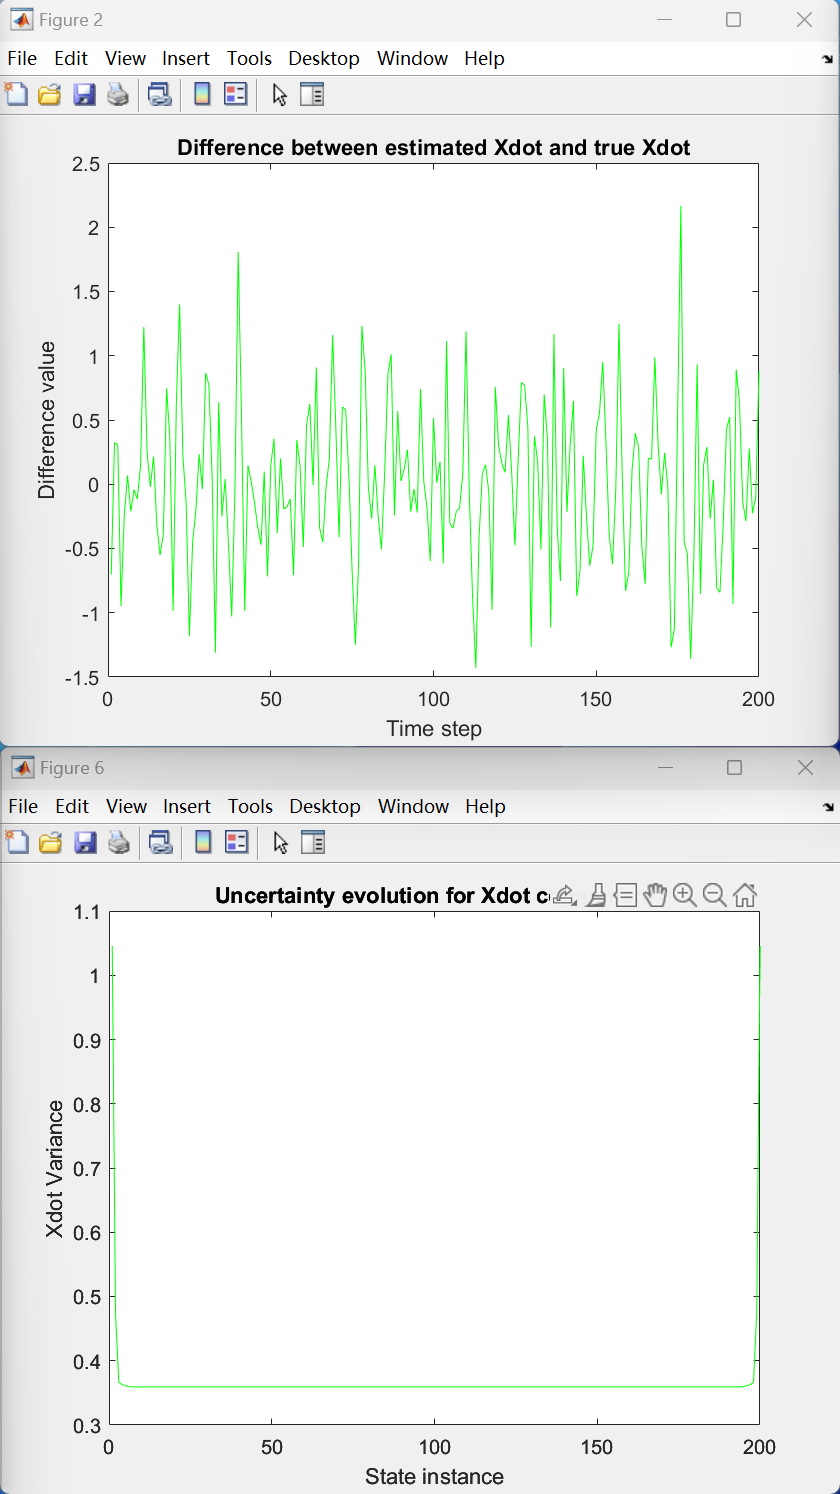 Figure 2
File Edit View Insert Tools Desktop Window Help
Difference between estimated Xdot and true Xdot
2.5
2
1.5
1
0.5
0
-0.5
-1
-1.5
Difference value
0 50 100 150 200
Time step
Figure 6
File Edit View Insert Tools Desktop Window Help
Uncertainty evolution for Xdot
1.1
1
0.9
0.8
0.7
0.6
0.5
0.4
0.3
Xdot Variance
0 50 100 150 200
State instance